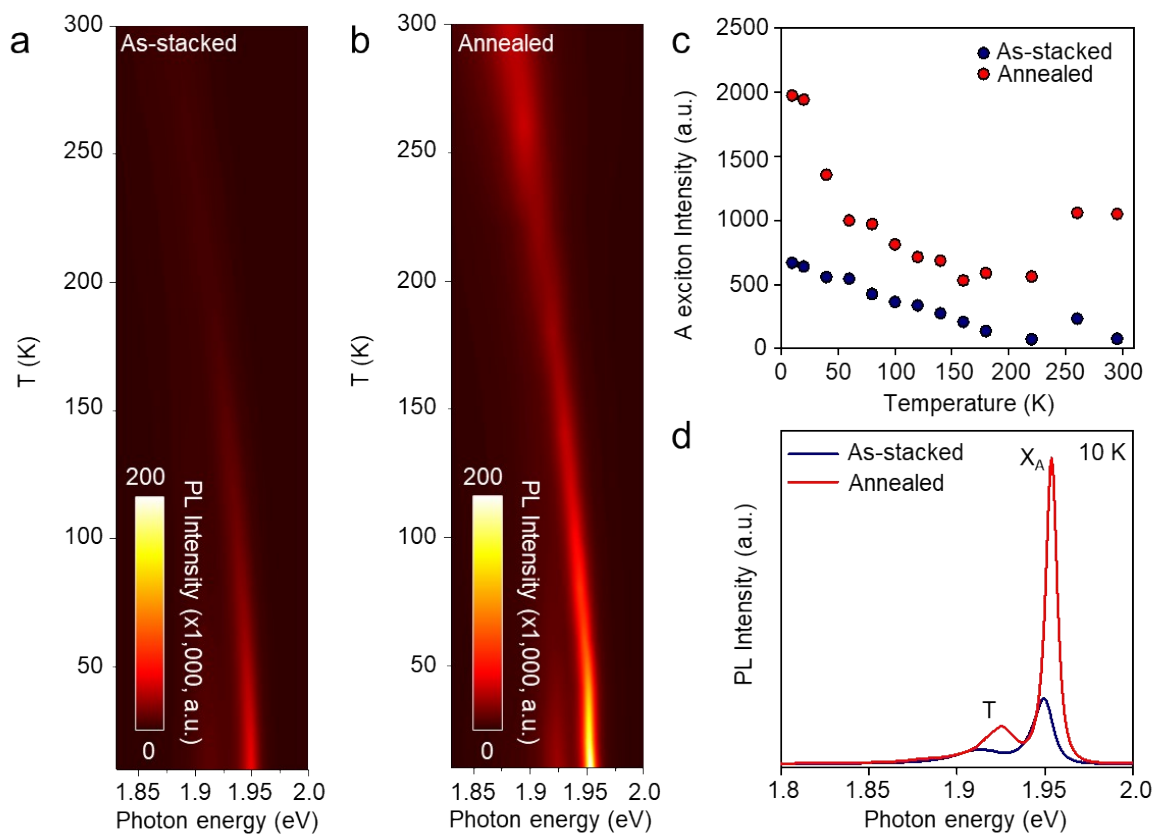 a
As-stacked
300
250
200
150
100
50
T (K)
200
0
PL Intensity (x1,000, a.u.)
1.85
1.9
1.95
2.0
Photon energy (eV)
b
Annealed
300
250
200
150
100
50
T (K)
200
0
PL Intensity (x1,000, a.u.)
1.85
1.9
1.95
2.0
Photon energy (eV)
c
As-stacked
Annealed
2500
2000
1500
1000
500
0
A exciton Intensity (a.u.)
0
50
100
150
200
250
300
Temperature (K)
d
As-stacked
Annealed
10 K
X_A
T
PL Intensity (a.u.)
1.8
1.85
1.9
1.95
2.0
Photon energy (eV)